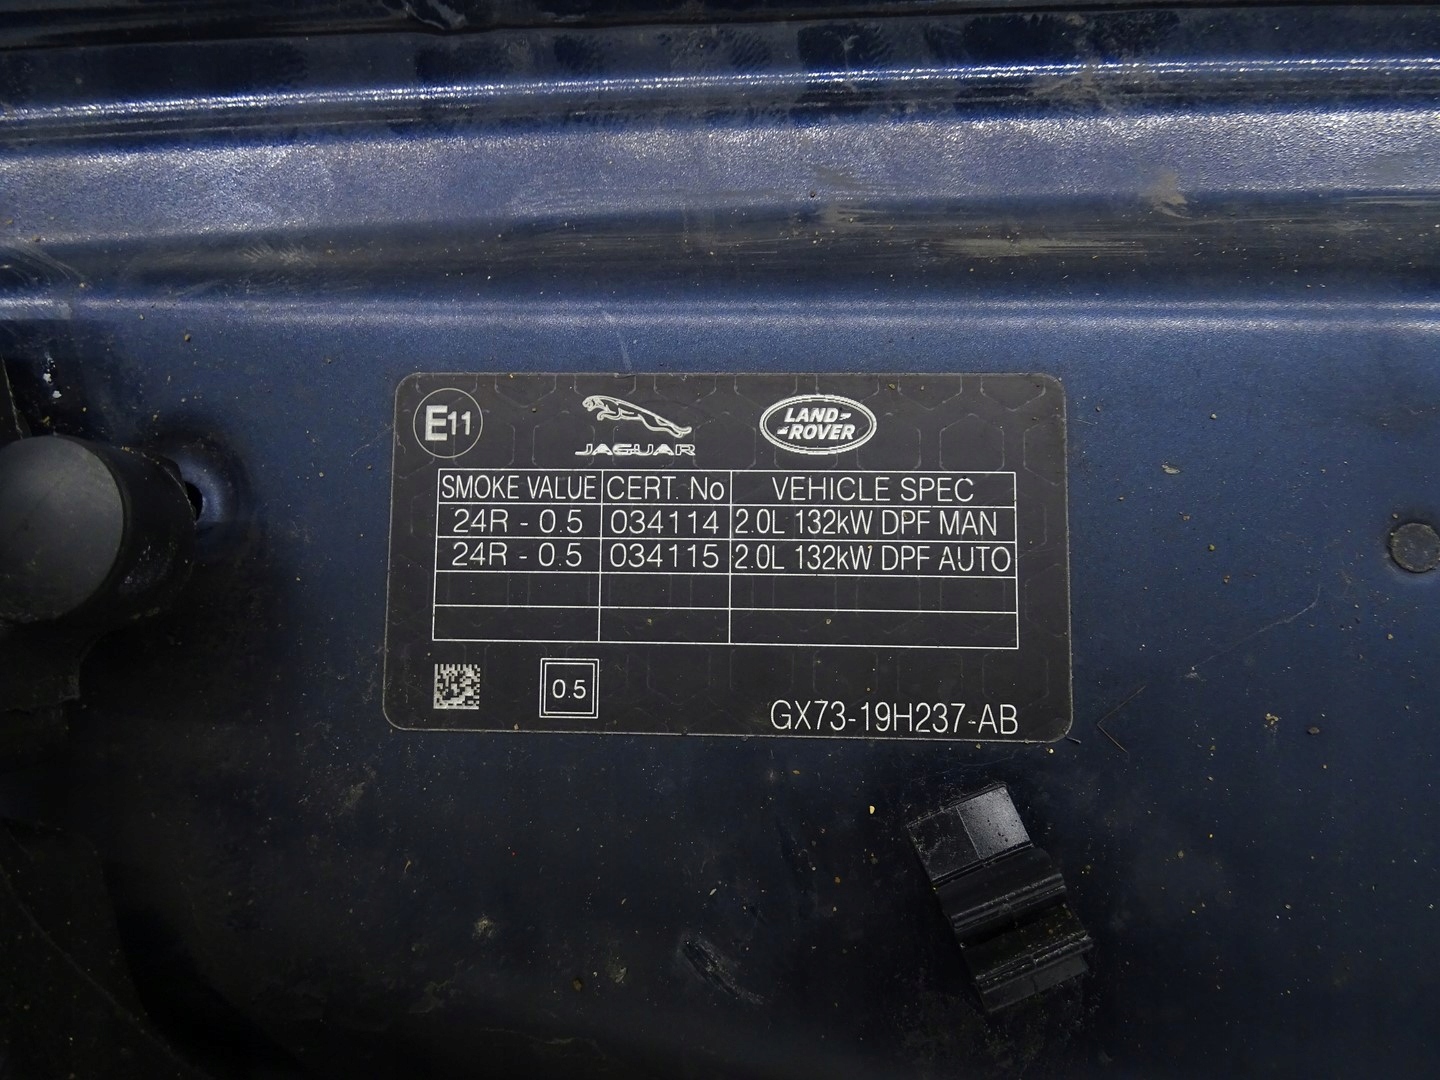 E11
JAGUAR
LAND-
-ROVER
SMOKE VALUE CERT. No VEHICLE SPEC
24R - 0.5 034114 2.0L 132kW DPF MAN
24R - 0.5 034115 2.0L 132kW DPF AUTO
0.5
GX73-19H237-AB